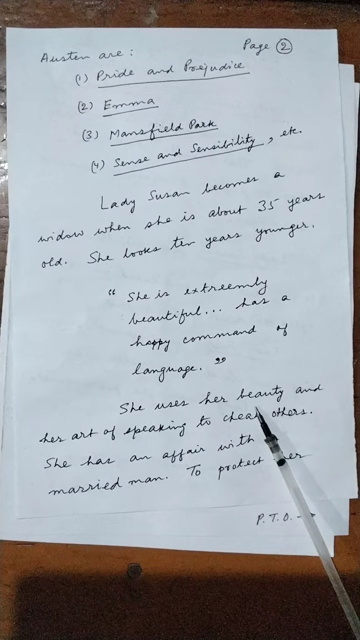 Austen are: Page (2)
(1) Pride and Prejudice
(2) Emma
(3) Mansfield Park
(4) Sense and Sensibility, etc.
Lady Susan becomes a
widow when she is about 35 years
old. She looks ten years younger.
"She is extreemly
beautiful... has a
happy command of
language."
She uses her beauty and
her art of speaking to cheat others.
She has an affair with
married man. To protect her
P.T.O. →